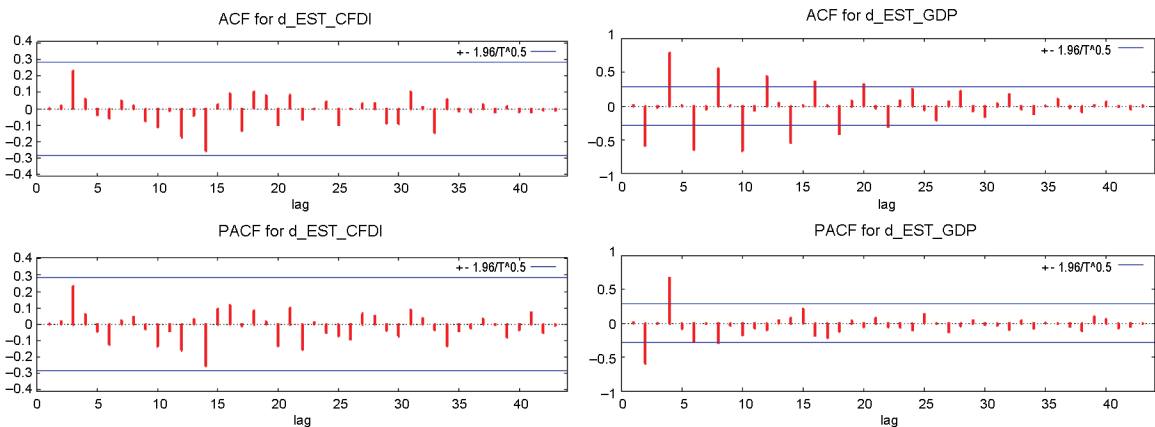 ACF for d_EST_CFDI
+- 1.96/T^0.5
0.4
0.3
0.2
0.1
0
−0.1
−0.2
−0.3
−0.4
0 5 10 15 20 25 30 35 40
lag
ACF for d_EST_GDP
+- 1.96/T^0.5
1
0.5
0
−0.5
−1
0 5 10 15 20 25 30 35 40
lag
PACF for d_EST_CFDI
+- 1.96/T^0.5
0.4
0.3
0.2
0.1
0
−0.1
−0.2
−0.3
−0.4
0 5 10 15 20 25 30 35 40
lag
PACF for d_EST_GDP
+- 1.96/T^0.5
1
0.5
0
−0.5
−1
0 5 10 15 20 25 30 35 40
lag